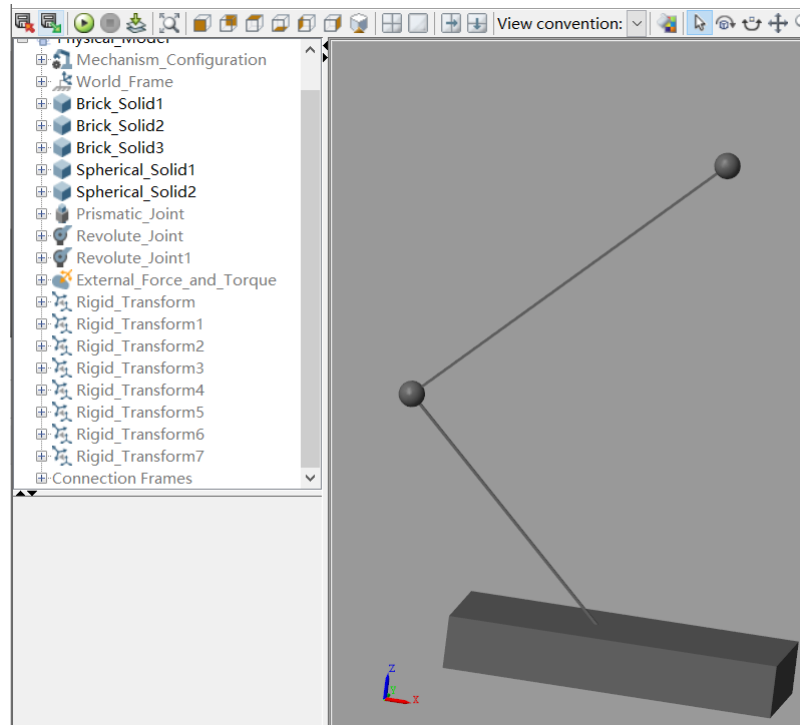 View convention:
Physical_Model
Mechanism_Configuration
World_Frame
Brick_Solid1
Brick_Solid2
Brick_Solid3
Spherical_Solid1
Spherical_Solid2
Prismatic_Joint
Revolute_Joint
Revolute_Joint1
External_Force_and_Torque
Rigid_Transform
Rigid_Transform1
Rigid_Transform2
Rigid_Transform3
Rigid_Transform4
Rigid_Transform5
Rigid_Transform6
Rigid_Transform7
Connection Frames
z
y
x